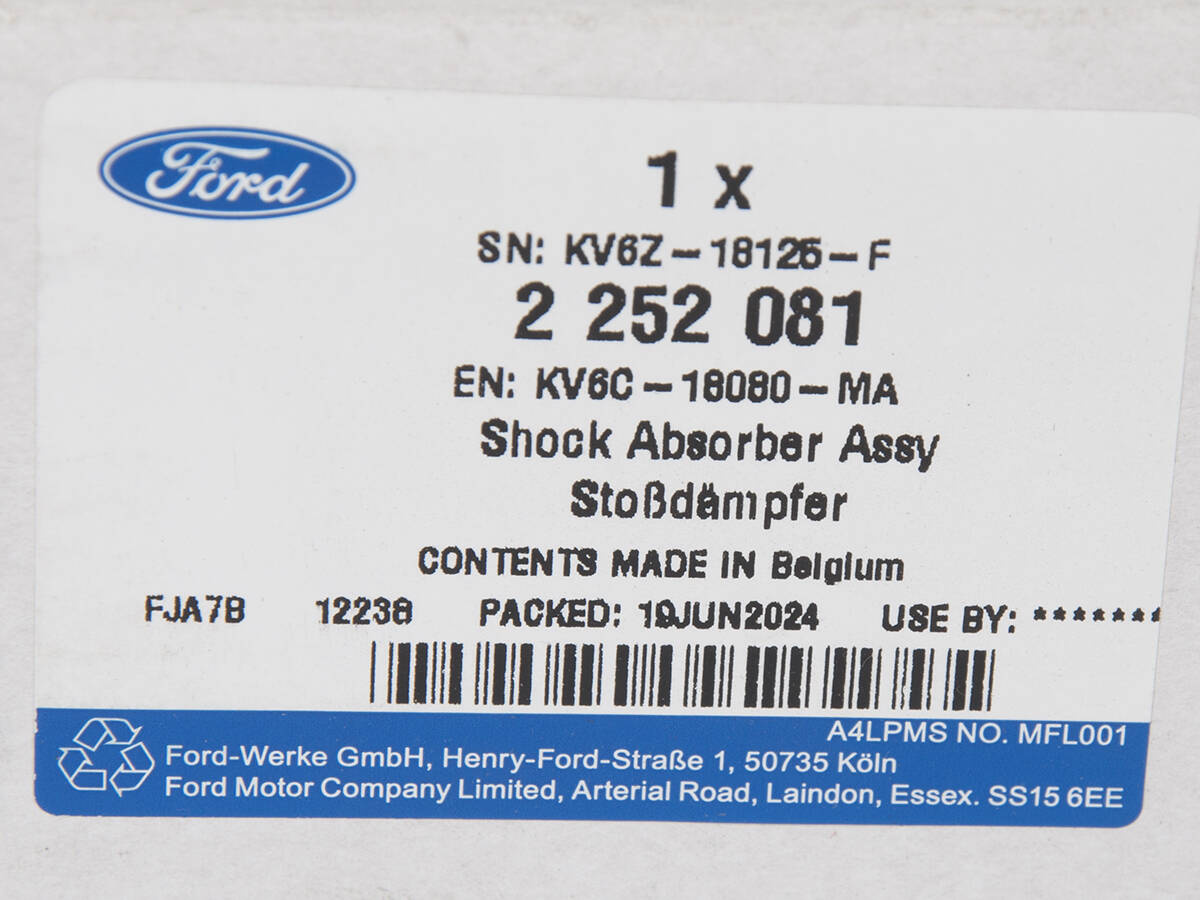 Ford
1 x
SN: KV6Z-18125-F
2 252 081
EN: KV6C-18080-MA
Shock Absorber Assy
Stoßdämpfer
CONTENTS MADE IN Belgium
FJA7B 12238 PACKED: 19JUN2024 USE BY: *******
A4LPMS NO. MFL001
Ford-Werke GmbH, Henry-Ford-Straße 1, 50735 Köln
Ford Motor Company Limited, Arterial Road, Laindon, Essex. SS15 6EE